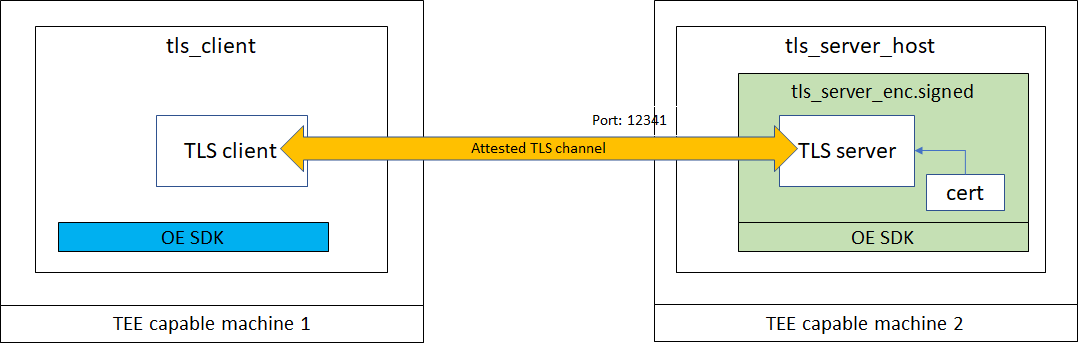 tls_client
TLS client
OE SDK
TEE capable machine 1
Port: 12341
Attested TLS channel
tls_server_host
tls_server_enc.signed
TLS server
cert
OE SDK
TEE capable machine 2